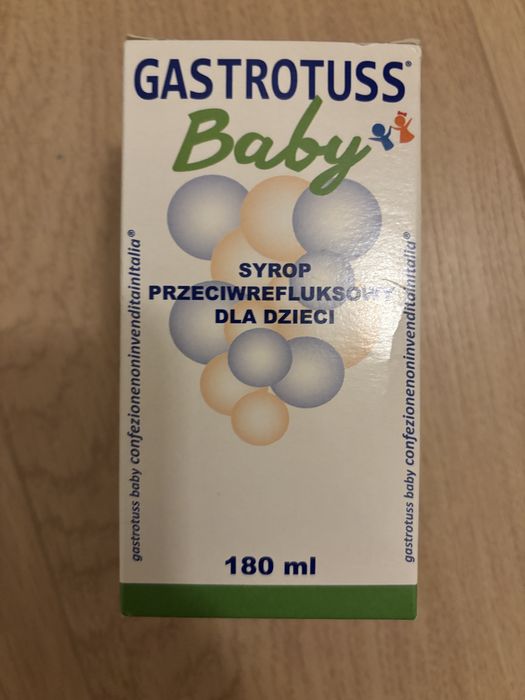 GASTROTUSS®
Baby
SYROP
PRZECIWREFLUKSOWY
DLA DZIECI
gastrotuss baby confezionenoninvenditainItalia®
gastrotuss baby confezionenoninvenditainItalia®
180 ml